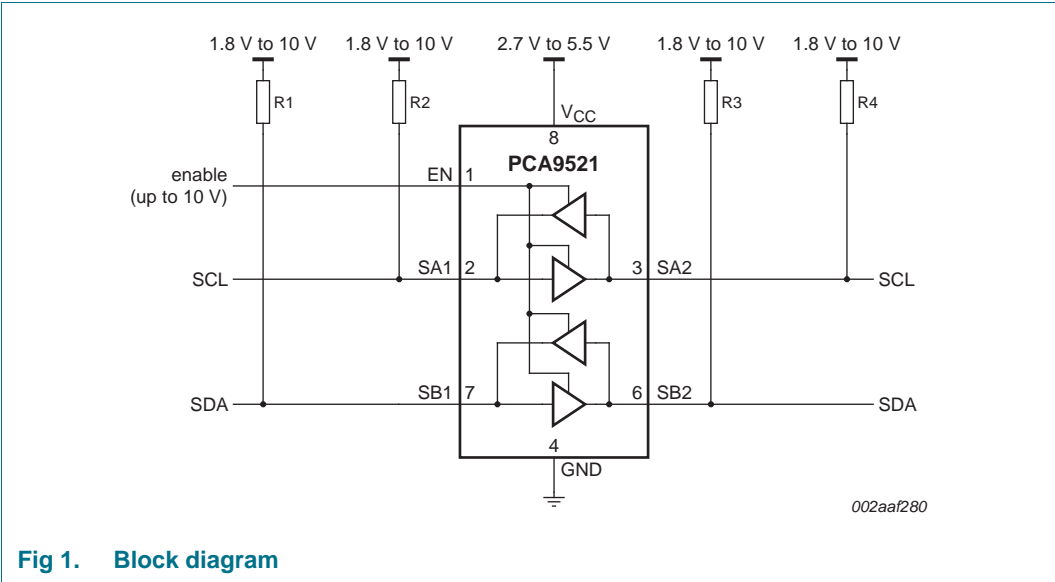 1.8 V to 10 V 1.8 V to 10 V 2.7 V to 5.5 V 1.8 V to 10 V 1.8 V to 10 V
R1 R2 R3 R4
VCC
8
PCA9521
enable
(up to 10 V)
EN 1
SCL SA1 2 3 SA2 SCL
SDA SB1 7 6 SB2 SDA
4
GND
002aaf280
Fig 1. Block diagram